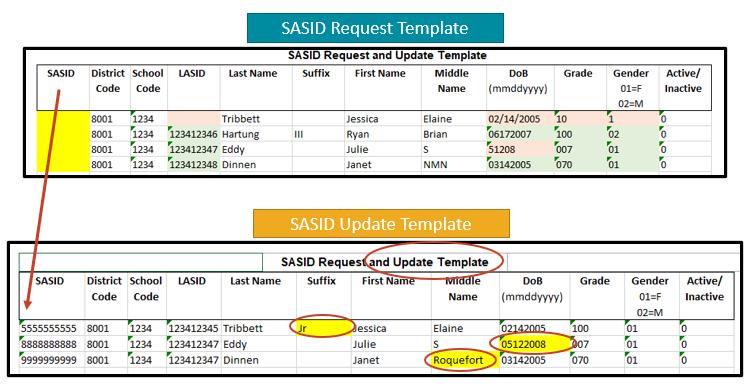 SASID Request Template
SASID Request and Update Template
SASID District Code School Code LASID Last Name Suffix First Name Middle Name DoB (mmddyyyy) Grade Gender 01=F 02=M Active/ Inactive
8001 1234 Tribbett Jessica Elaine 02/14/2005 10 1 0
8001 1234 123412346 Hartung III Ryan Brian 06172007 100 02 0
8001 1234 123412347 Eddy Julie S 51208 007 01 0
8001 1234 123412348 Dinnen Janet NMN 03142005 070 01 0
SASID Update Template
SASID Request and Update Template
SASID District Code School Code LASID Last Name Suffix First Name Middle Name DoB (mmddyyyy) Grade Gender 01=F 02=M Active/ Inactive
5555555555 8001 1234 123412345 Tribbett Jr Jessica Elaine 02142005 100 01 0
8888888888 8001 1234 123412347 Eddy Julie S 05122008 007 01 0
9999999999 8001 1234 123412347 Dinnen Janet Roquefort 03142005 070 01 0